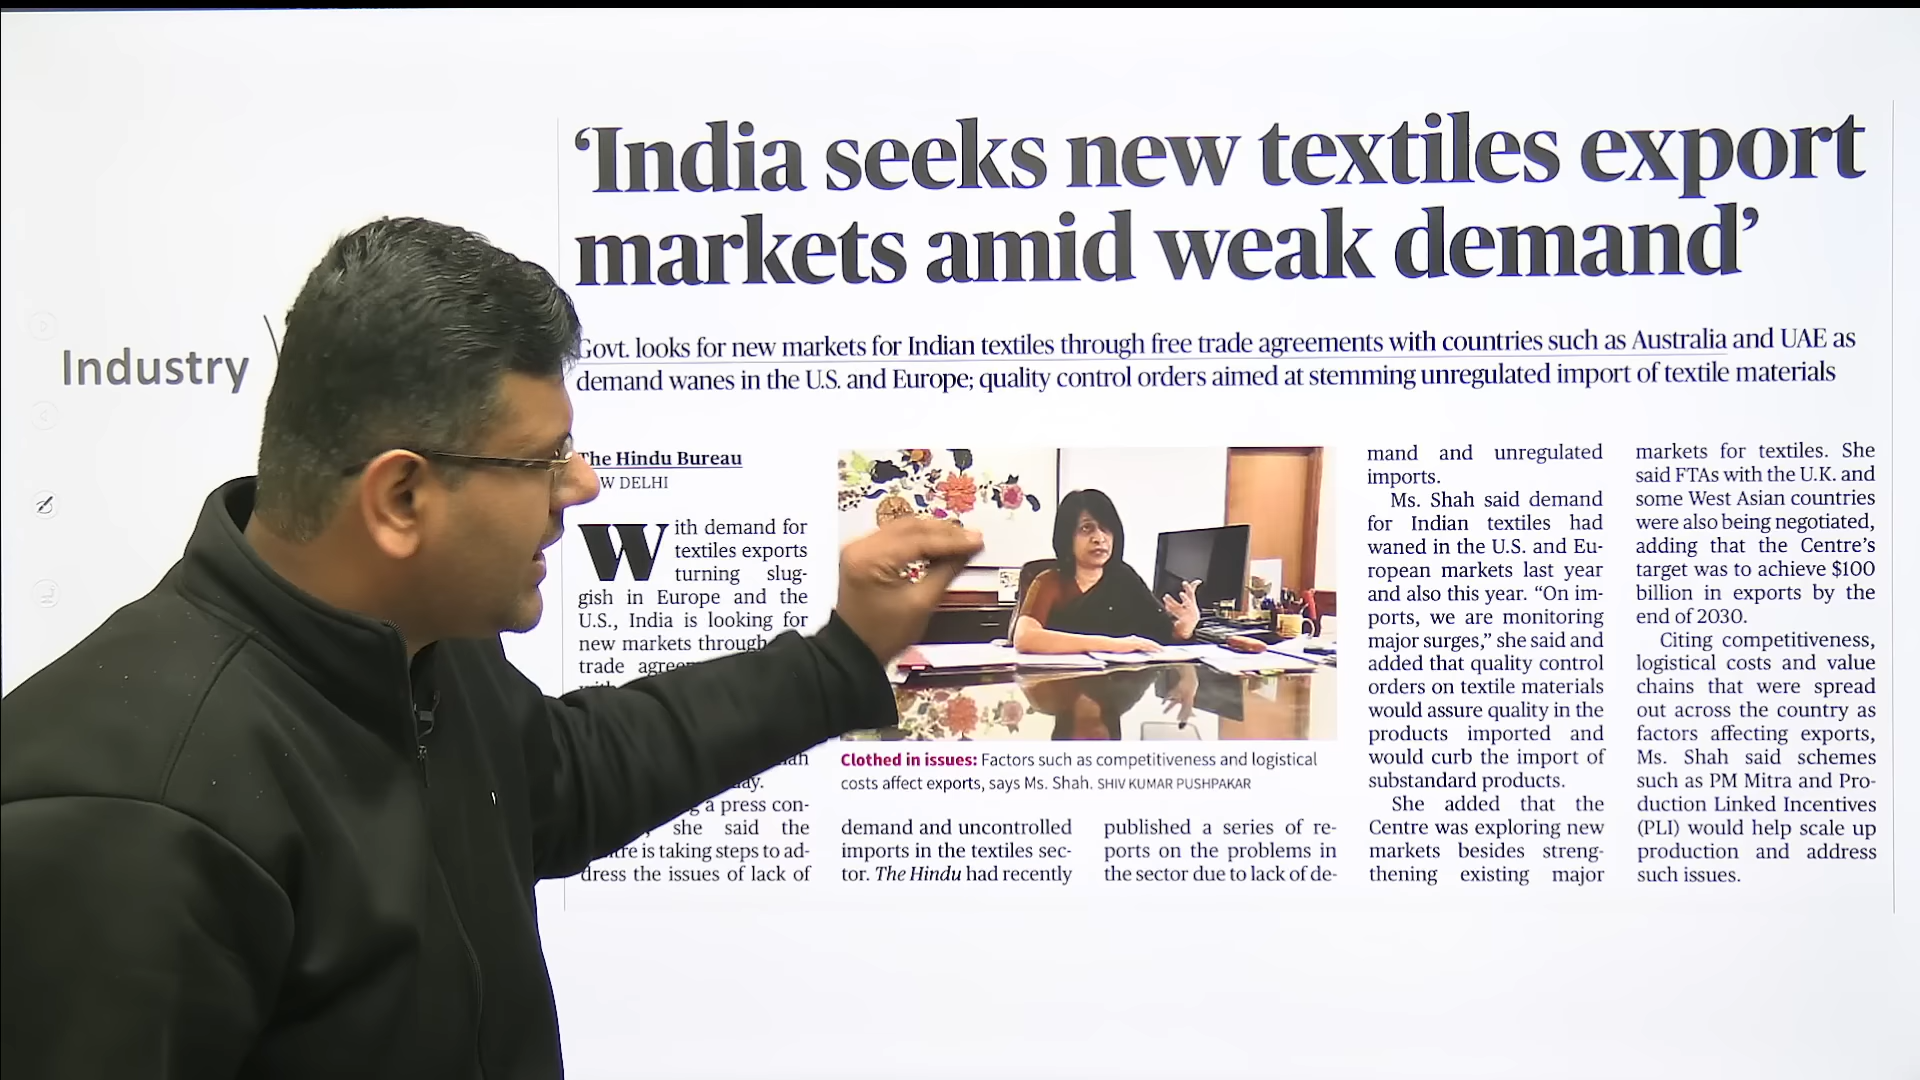 Industry
‘India seeks new textiles export
markets amid weak demand’
Govt. looks for new markets for Indian textiles through free trade agreements with countries such as Australia and UAE as
demand wanes in the U.S. and Europe; quality control orders aimed at stemming unregulated import of textile materials
The Hindu Bureau
W DELHI
With demand for
textiles exports
turning slug-
gish in Europe and the
U.S., India is looking for
new markets through
trade
a press con-
she said the
is taking steps to ad-
dress the issues of lack of
Clothed in issues: Factors such as competitiveness and logistical
costs affect exports, says Ms. Shah. SHIV KUMAR PUSHPAKAR
demand and uncontrolled
imports in the textiles sec-
tor. The Hindu had recently
published a series of re-
ports on the problems in
the sector due to lack of de-
mand and unregulated
imports.
Ms. Shah said demand
for Indian textiles had
waned in the U.S. and Eu-
ropean markets last year
and also this year. “On im-
ports, we are monitoring
major surges,” she said and
added that quality control
orders on textile materials
would assure quality in the
products imported and
would curb the import of
substandard products.
She added that the
Centre was exploring new
markets besides streng-
thening existing major
markets for textiles. She
said FTAs with the U.K. and
some West Asian countries
were also being negotiated,
adding that the Centre’s
target was to achieve $100
billion in exports by the
end of 2030.
Citing competitiveness,
logistical costs and value
chains that were spread
out across the country as
factors affecting exports,
Ms. Shah said schemes
such as PM Mitra and Pro-
duction Linked Incentives
(PLI) would help scale up
production and address
such issues.